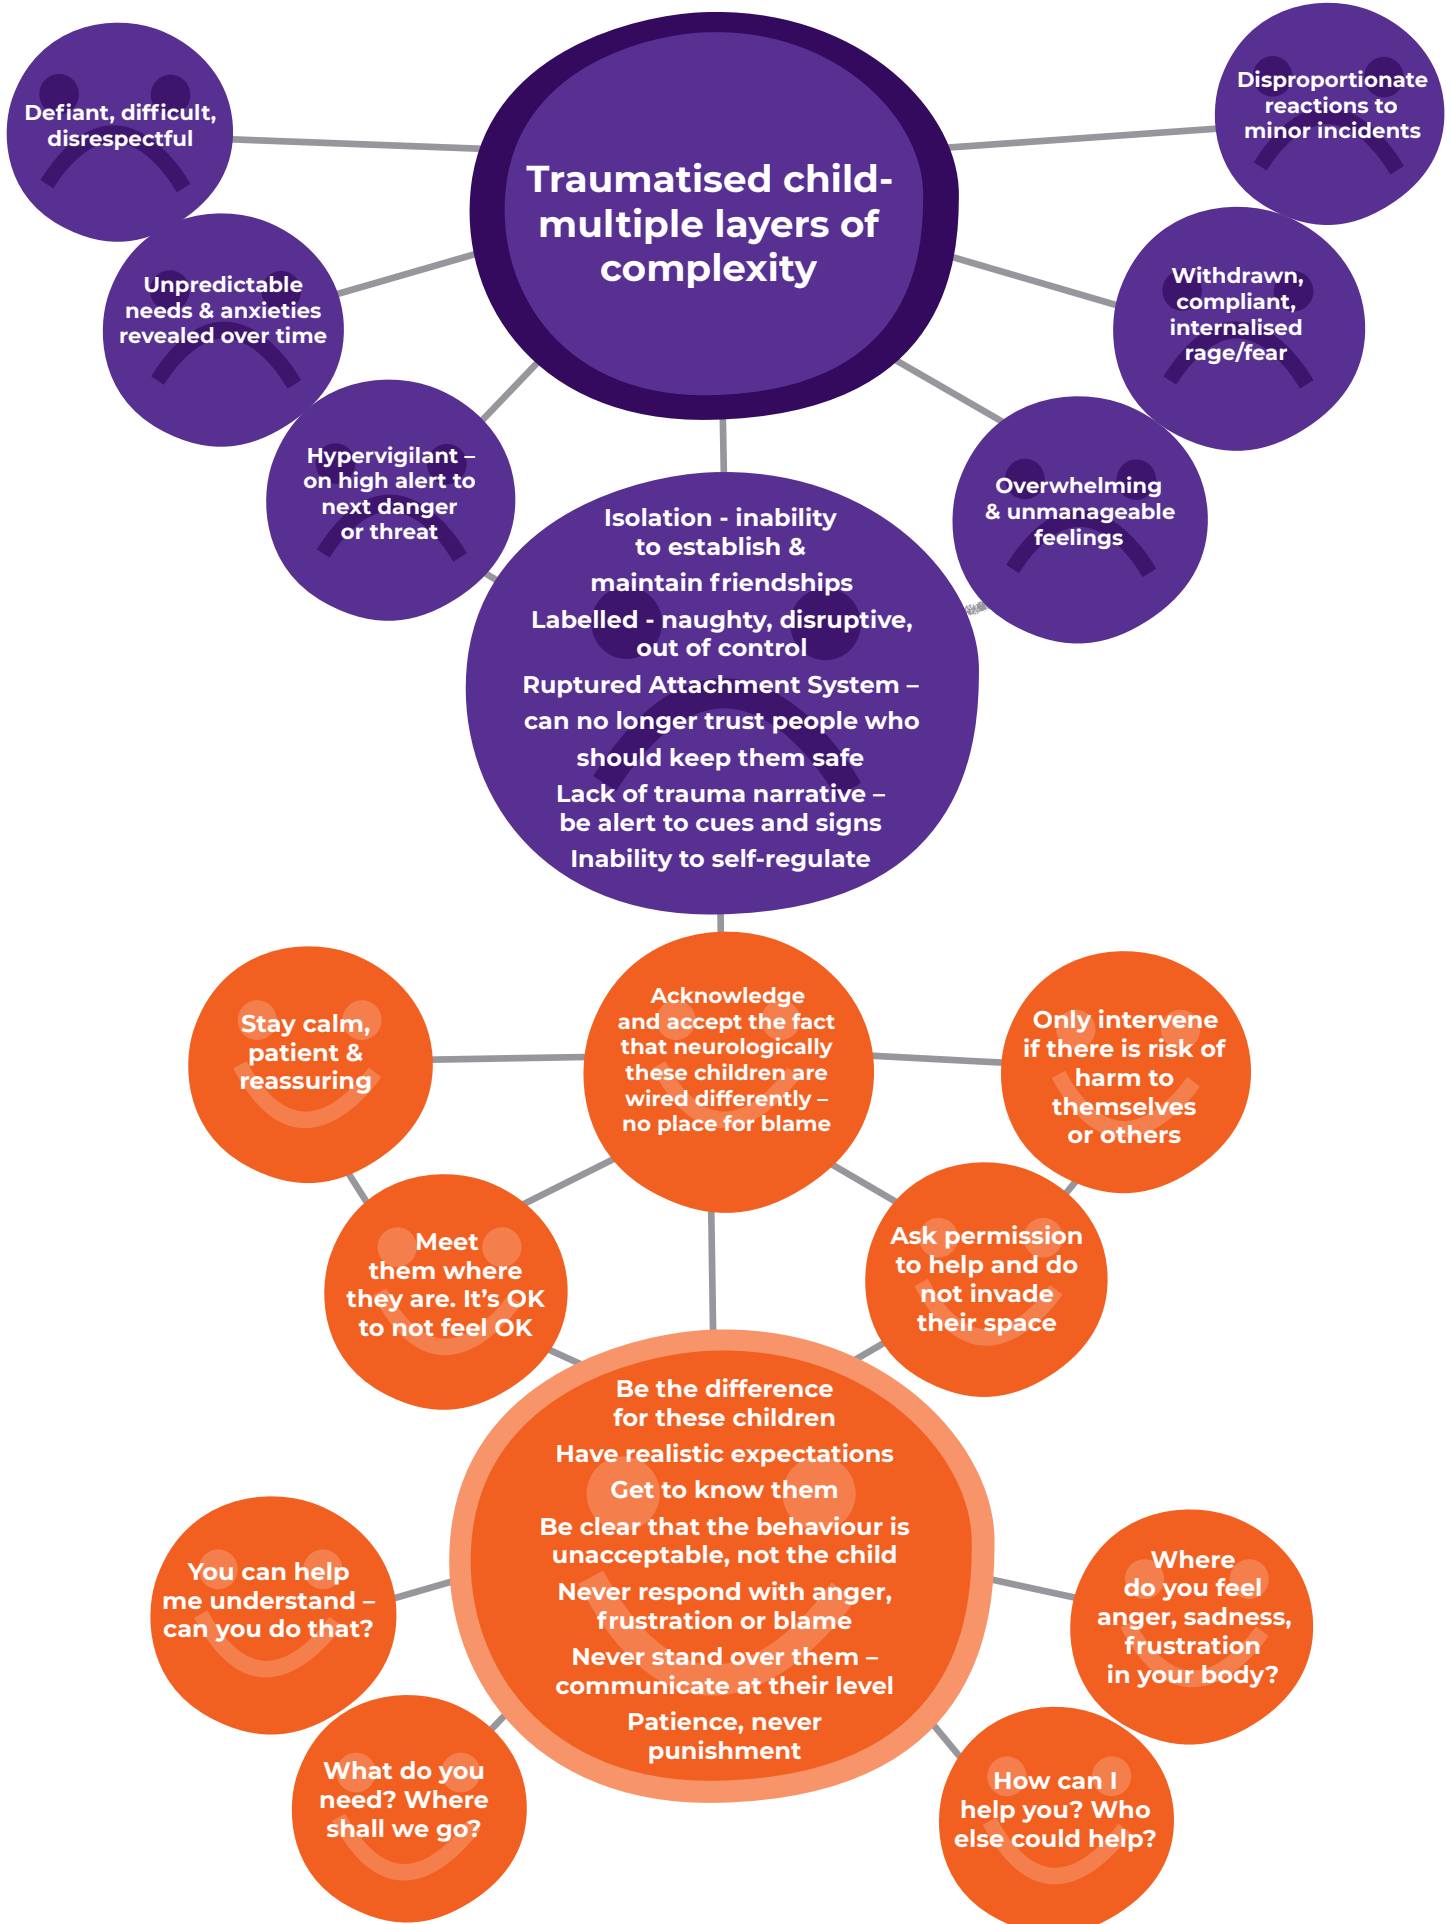 Traumatised child-
multiple layers of
complexity
Defiant, difficult,
disrespectful
Disproportionate
reactions to
minor incidents
Unpredictable
needs & anxieties
revealed over time
Withdrawn,
compliant,
internalised
rage/fear
Hypervigilant –
on high alert to
next danger
or threat
Overwhelming
& unmanageable
feelings
Isolation - inability
to establish &
maintain friendships
Labelled - naughty, disruptive,
out of control
Ruptured Attachment System –
can no longer trust people who
should keep them safe
Lack of trauma narrative –
be alert to cues and signs
Inability to self-regulate
Stay calm,
patient &
reassuring
Acknowledge
and accept the fact
that neurologically
these children are
wired differently –
no place for blame
Only intervene
if there is risk of
harm to
themselves
or others
Meet
them where
they are. It’s OK
to not feel OK
Ask permission
to help and do
not invade
their space
Be the difference
for these children
Have realistic expectations
Get to know them
Be clear that the behaviour is
unacceptable, not the child
Never respond with anger,
frustration or blame
Never stand over them –
communicate at their level
Patience, never
punishment
You can help
me understand –
can you do that?
Where
do you feel
anger, sadness,
frustration
in your body?
What do you
need? Where
shall we go?
How can I
help you? Who
else could help?